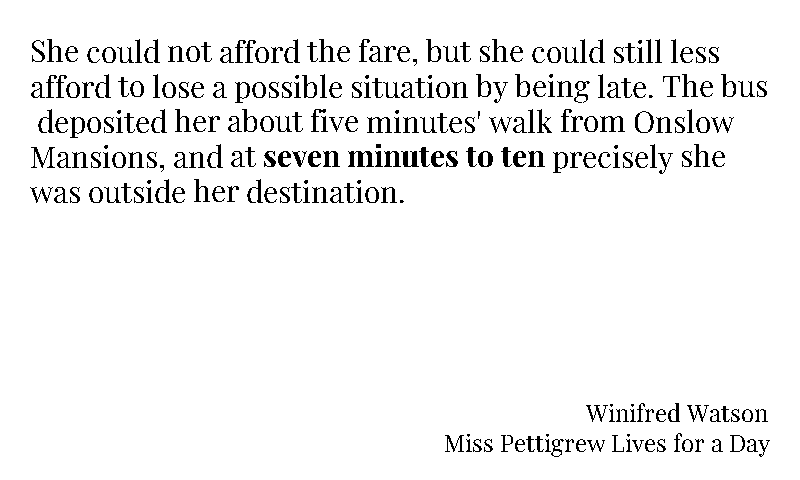 She could not afford the fare, but she could still less
afford to lose a possible situation by being late. The bus
deposited her about five minutes' walk from Onslow
Mansions, and at seven minutes to ten precisely she
was outside her destination.
Winifred Watson
Miss Pettigrew Lives for a Day